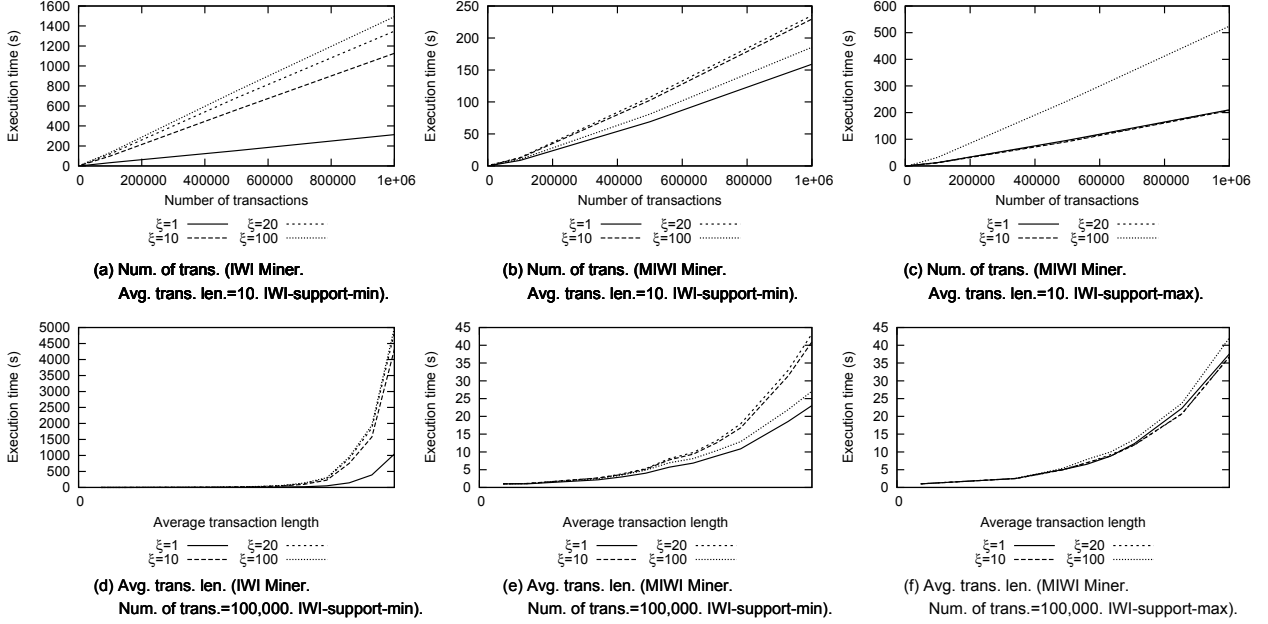 1600
1400
1200
1000
800
600
400
200
0
Execution time (s)
0 200000 400000 600000 800000 1e+06
Number of transactions
ξ=1 ξ=20
ξ=10 ξ=100
(a) Num. of trans. (IWI Miner.
Avg. trans. len.=10. IWI-support-min).
250
200
150
100
50
0
Execution time (s)
0 200000 400000 600000 800000 1e+06
Number of transactions
ξ=1 ξ=20
ξ=10 ξ=100
(b) Num. of trans. (MIWI Miner.
Avg. trans. len.=10. IWI-support-min).
600
500
400
300
200
100
0
Execution time (s)
0 200000 400000 600000 800000 1e+06
Number of transactions
ξ=1 ξ=20
ξ=10 ξ=100
(c) Num. of trans. (MIWI Miner.
Avg. trans. len.=10. IWI-support-max).
5000
4500
4000
3500
3000
2500
2000
1500
1000
500
0
Execution time (s)
0
Average transaction length
ξ=1 ξ=20
ξ=10 ξ=100
(d) Avg. trans. len. (IWI Miner.
Num. of trans.=100,000. IWI-support-min).
45
40
35
30
25
20
15
10
5
0
Execution time (s)
0
Average transaction length
ξ=1 ξ=20
ξ=10 ξ=100
(e) Avg. trans. len. (MIWI Miner.
Num. of trans.=100,000. IWI-support-min).
45
40
35
30
25
20
15
10
5
0
Execution time (s)
0
Average transaction length
ξ=1 ξ=20
ξ=10 ξ=100
(f) Avg. trans. len. (MIWI Miner.
Num. of trans.=100,000. IWI-support-max).